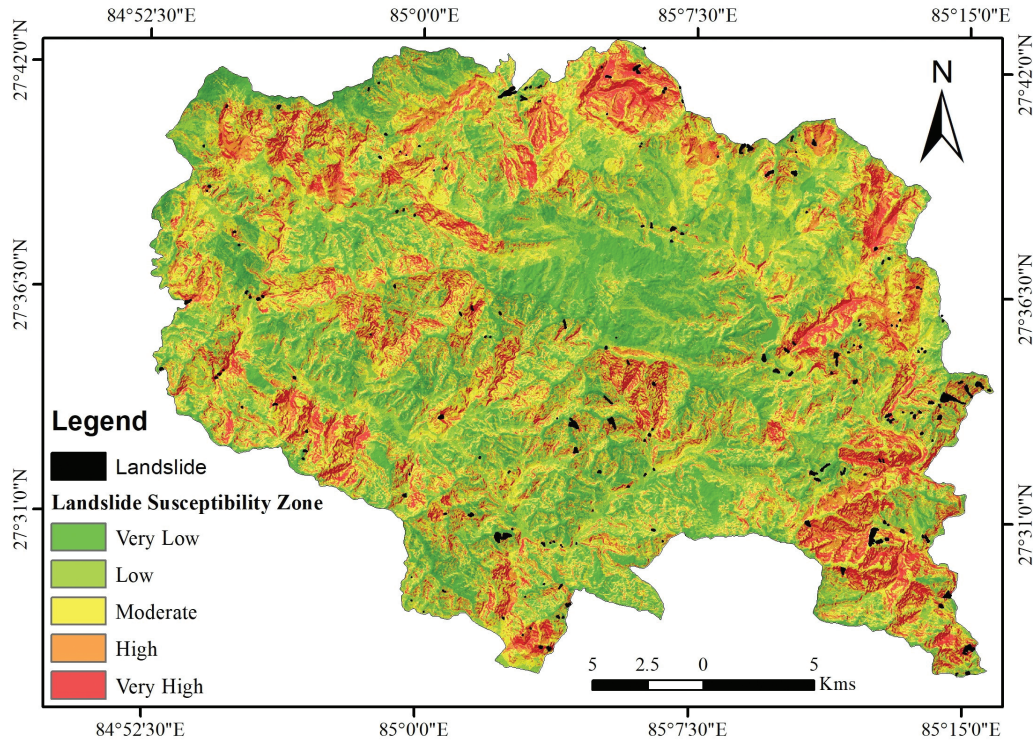 84°52'30"E 85°0'0"E 85°7'30"E 85°15'0"E
27°42'0"N
27°42'0"N
N
27°36'30"N
27°36'30"N
Legend
Landslide
Landslide Susceptibility Zone
27°31'0"N
27°31'0"N
Very Low
Low
Moderate
High
Very High
5 2.5 0 5
Kms
84°52'30"E 85°0'0"E 85°7'30"E 85°15'0"E